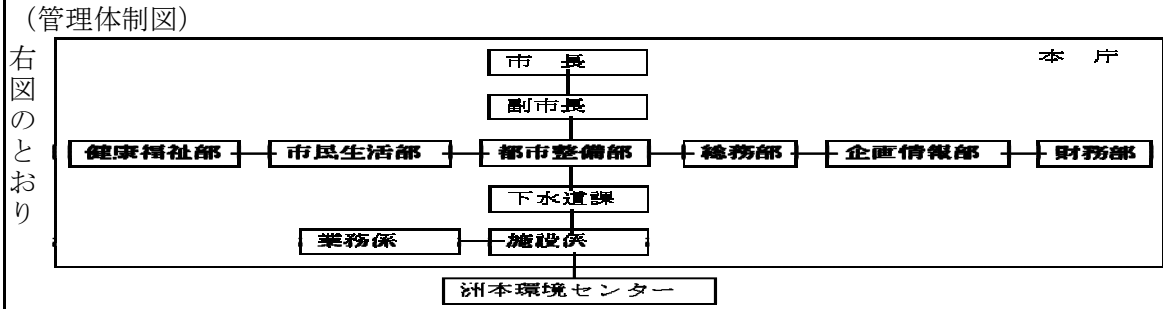 （管理体制図）
右図のとおり
本　庁
市　長
副市長
健康福祉部　市民生活部　都市整備部　総務部　企画情報部　財務部
下水道課
業務係　施設係
洲本環境センター